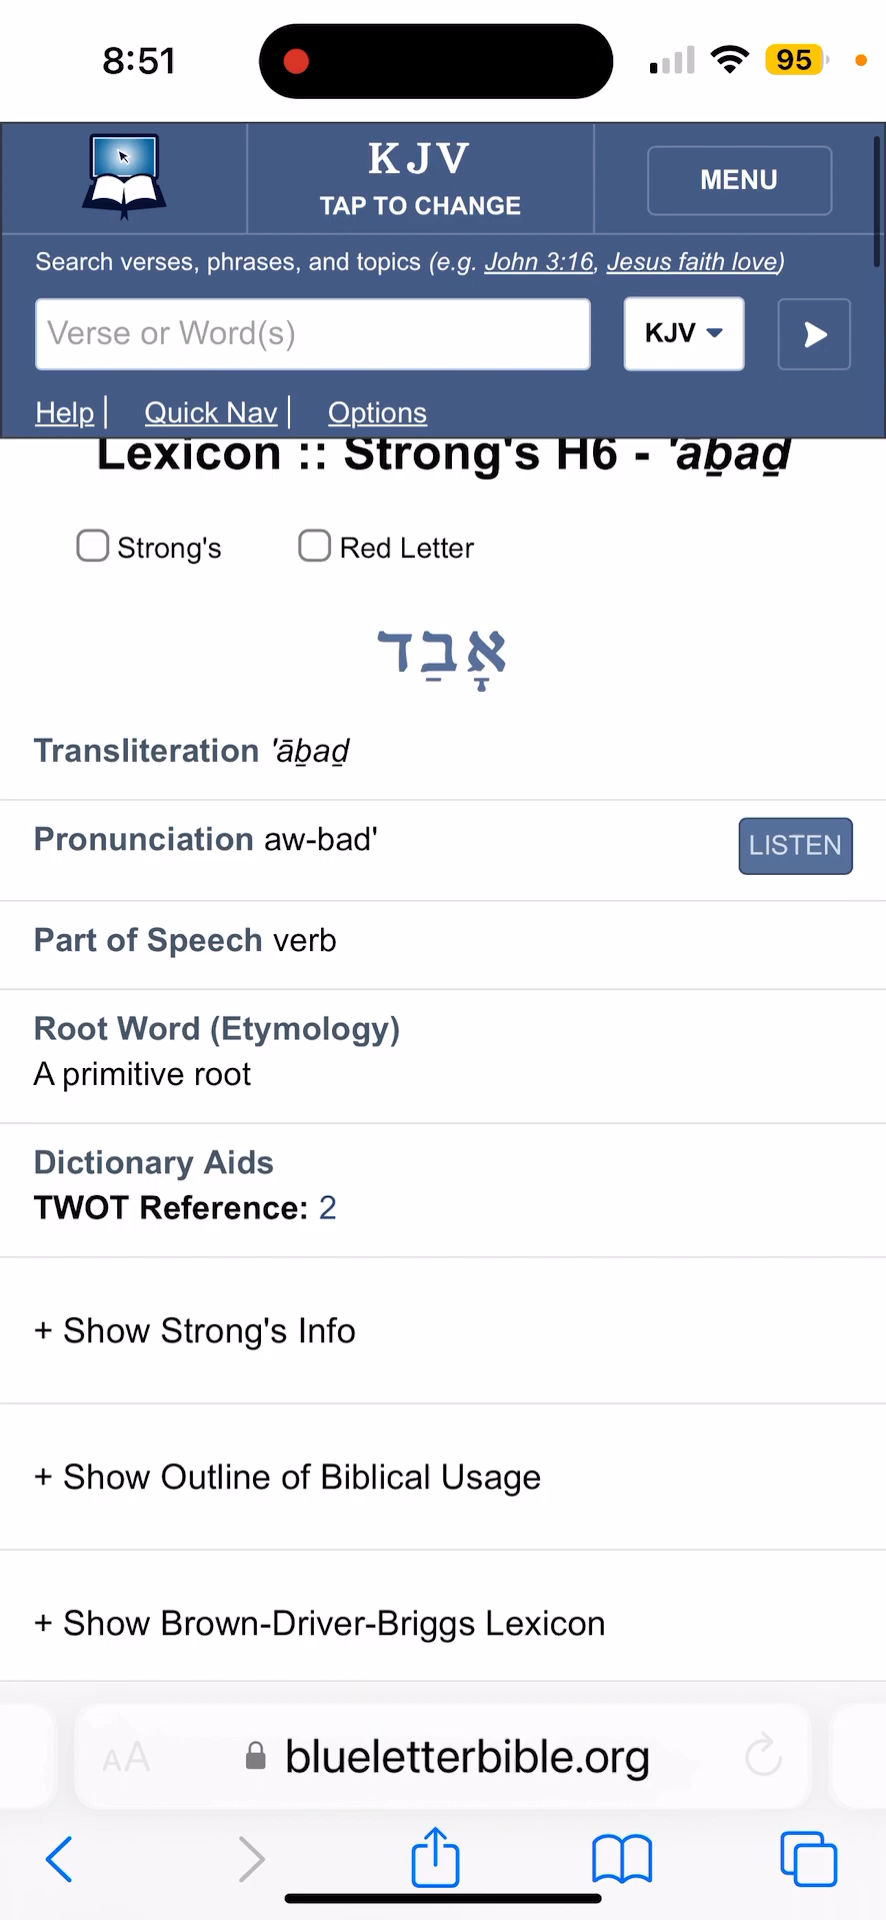 8:51
95
KJV
TAP TO CHANGE
MENU
Search verses, phrases, and topics (e.g. John 3:16, Jesus faith love)
Verse or Word(s)
KJV
Help | Quick Nav | Options
Lexicon :: Strong's H6 - 'āḇaḏ
Strong's
Red Letter
אָבַד
Transliteration 'āḇaḏ
Pronunciation aw-bad'
LISTEN
Part of Speech verb
Root Word (Etymology)
A primitive root
Dictionary Aids
TWOT Reference: 2
+ Show Strong's Info
+ Show Outline of Biblical Usage
+ Show Brown-Driver-Briggs Lexicon
AA
blueletterbible.org